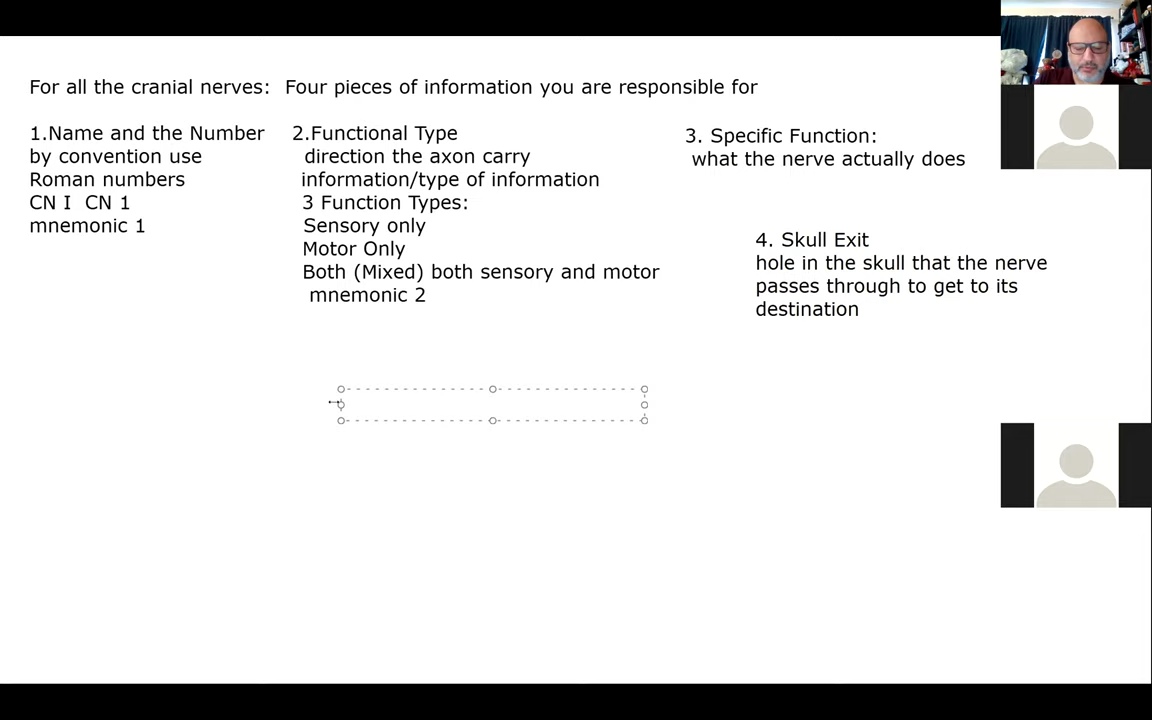 For all the cranial nerves:  Four pieces of information you are responsible for
1.Name and the Number
by convention use
Roman numbers
CN I  CN 1
mnemonic 1
2.Functional Type
direction the axon carry
information/type of information
3 Function Types:
Sensory only
Motor Only
Both (Mixed) both sensory and motor
mnemonic 2
3. Specific Function:
what the nerve actually does
4. Skull Exit
hole in the skull that the nerve
passes through to get to its
destination